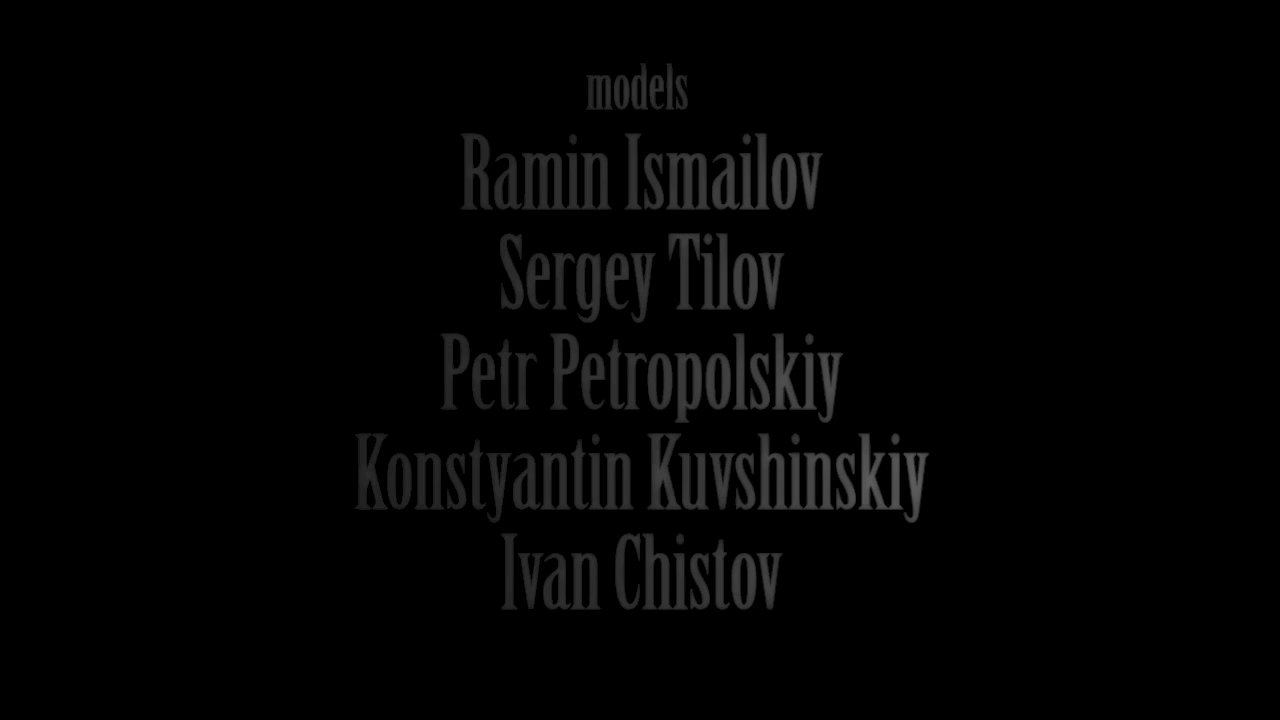 models
Ramin Ismailov
Sergey Tilov
Petr Petropolskiy
Konstyantin Kuvshinskiy
Ivan Chistov